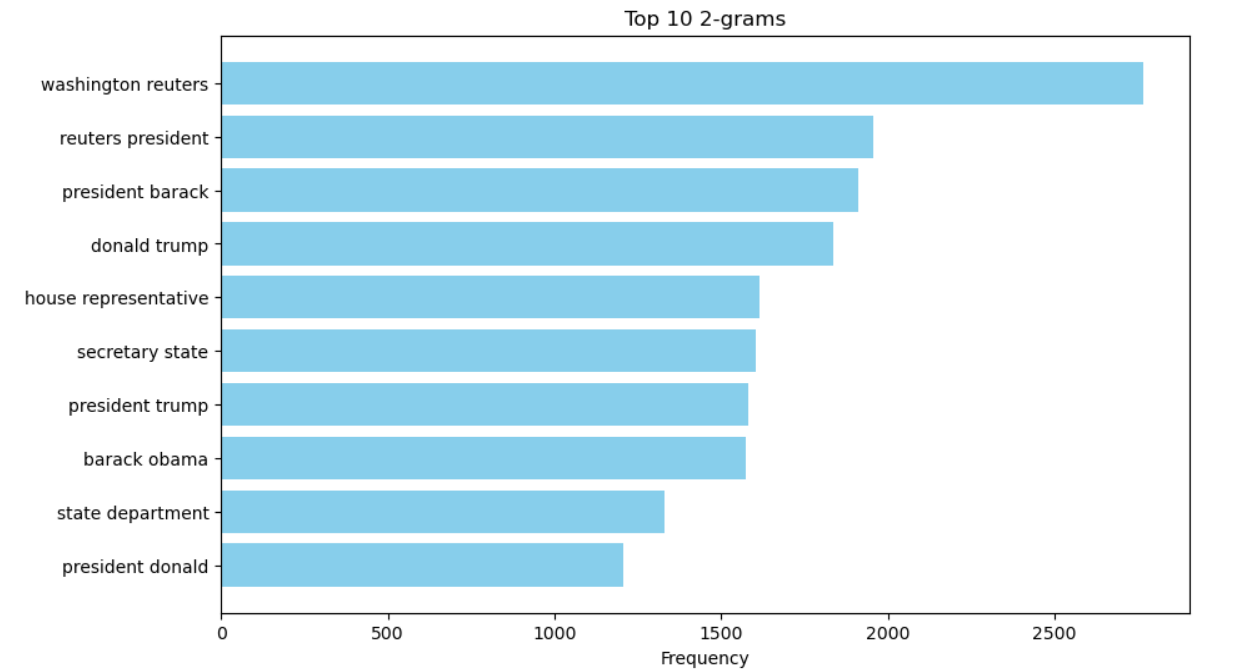 Top 10 2-grams
washington reuters
reuters president
president barack
donald trump
house representative
secretary state
president trump
barack obama
state department
president donald
0 500 1000 1500 2000 2500
Frequency